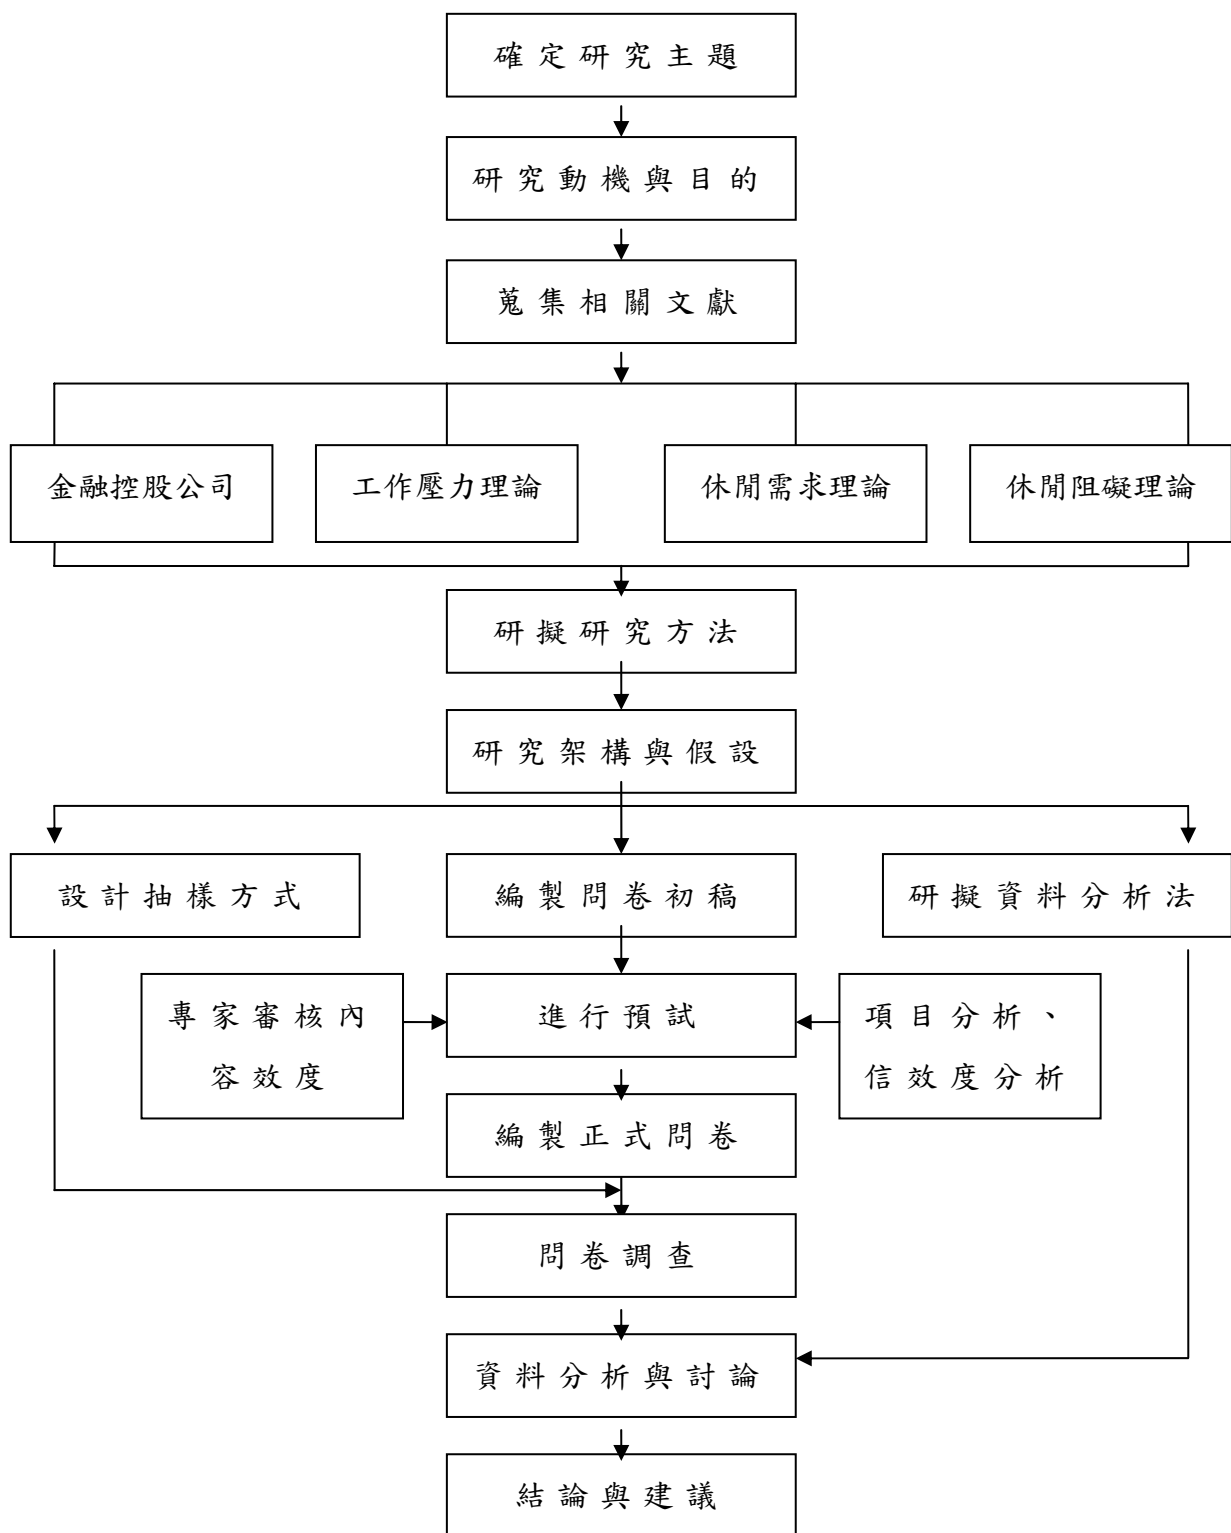 確定研究主題
研究動機與目的
蒐集相關文獻
金融控股公司
工作壓力理論
休閒需求理論
休閒阻礙理論
研擬研究方法
研究架構與假設
設計抽樣方式
編製問卷初稿
研擬資料分析法
專家審核內
容效度
進行預試
項目分析、
信效度分析
編製正式問卷
問卷調查
資料分析與討論
結論與建議